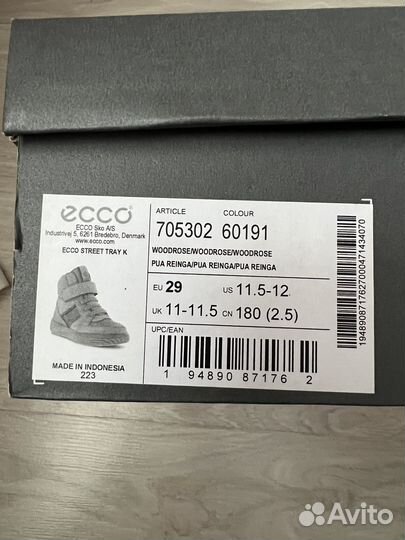 ecco
ECCO Sko A/S
Industrivej 5, 6261 Bredebro, Denmark
www.ecco.com
ECCO STREET TRAY K
MADE IN INDONESIA
223
ARTICLE COLOUR
705302 60191
WOODROSE/WOODROSE/WOODROSE
PUA REINGA/PUA REINGA/PUA REINGA
EU 29 US 11.5-12
UK 11-11.5 CN 180 (2.5)
UPC/EAN
1 94890 87176 2
1948908717627000471434070
Avito